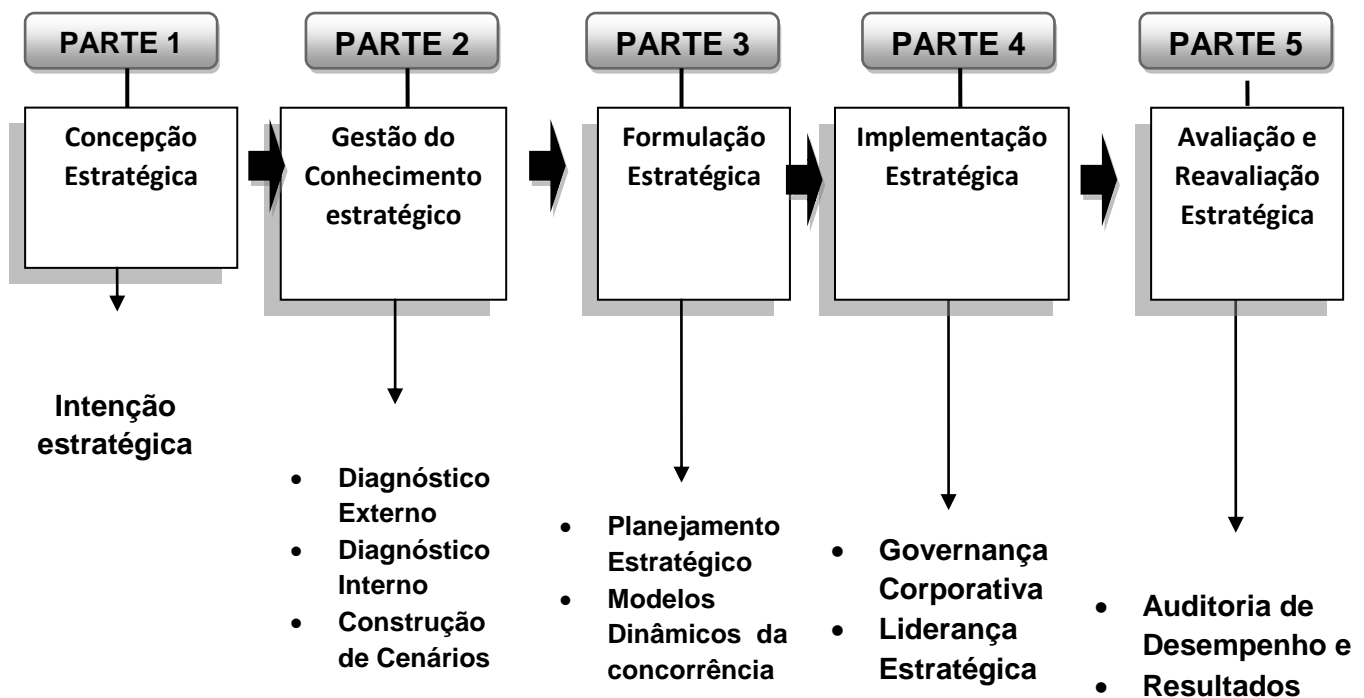 PARTE 1
PARTE 2
PARTE 3
PARTE 4
PARTE 5
Concepção
Estratégica
Gestão do
Conhecimento
estratégico
Formulação
Estratégica
Implementação
Estratégica
Avaliação e
Reavaliação
Estratégica
Intenção
estratégica
• Diagnóstico
Externo
• Diagnóstico
Interno
• Construção
de Cenários
• Planejamento
Estratégico
• Modelos
Dinâmicos da
concorrência
• Governança
Corporativa
• Liderança
Estratégica
• Auditoria de
Desempenho e
• Resultados